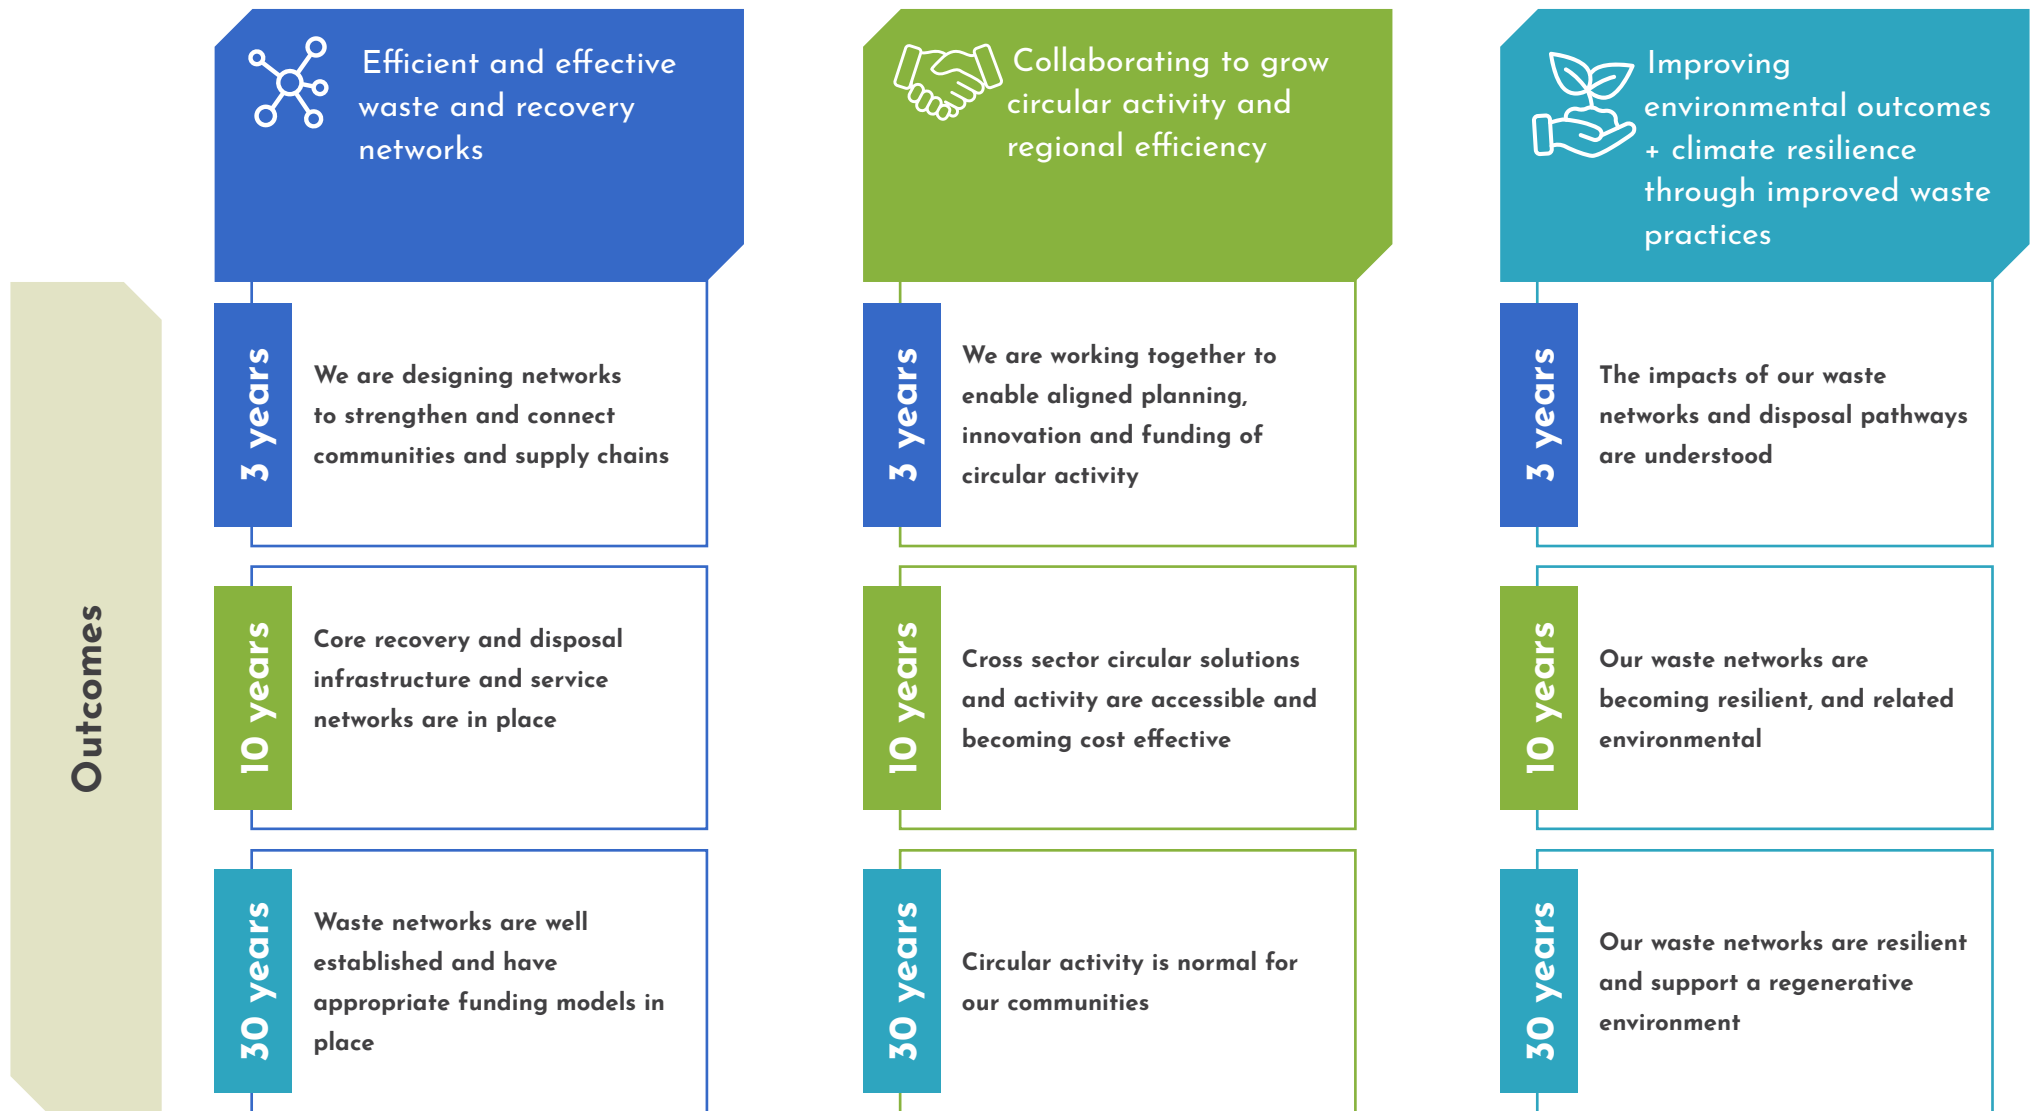 Efficient and effective
waste and recovery
networks
Collaborating to grow
circular activity and
regional efficiency
Improving
environmental outcomes
+ climate resilience
through improved waste
practices
Outcomes
3 years
We are designing networks
to strengthen and connect
communities and supply chains
3 years
We are working together to
enable aligned planning,
innovation and funding of
circular activity
3 years
The impacts of our waste
networks and disposal pathways
are understood
10 years
Core recovery and disposal
infrastructure and service
networks are in place
10 years
Cross sector circular solutions
and activity are accessible and
becoming cost effective
10 years
Our waste networks are
becoming resilient, and related
environmental
30 years
Waste networks are well
established and have
appropriate funding models in
place
30 years
Circular activity is normal for
our communities
30 years
Our waste networks are resilient
and support a regenerative
environment